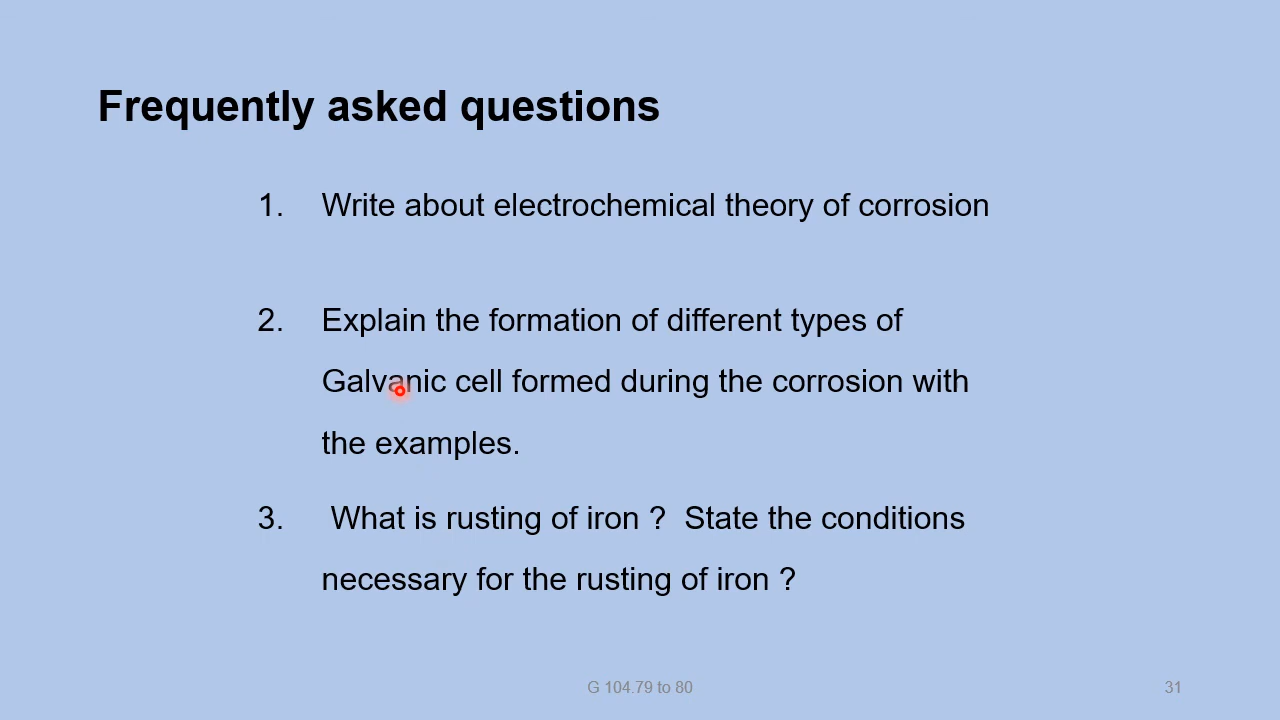 Frequently asked questions
1. Write about electrochemical theory of corrosion
2. Explain the formation of different types of
Galvanic cell formed during the corrosion with
the examples.
3. What is rusting of iron ? State the conditions
necessary for the rusting of iron ?
G 104.79 to 80
31